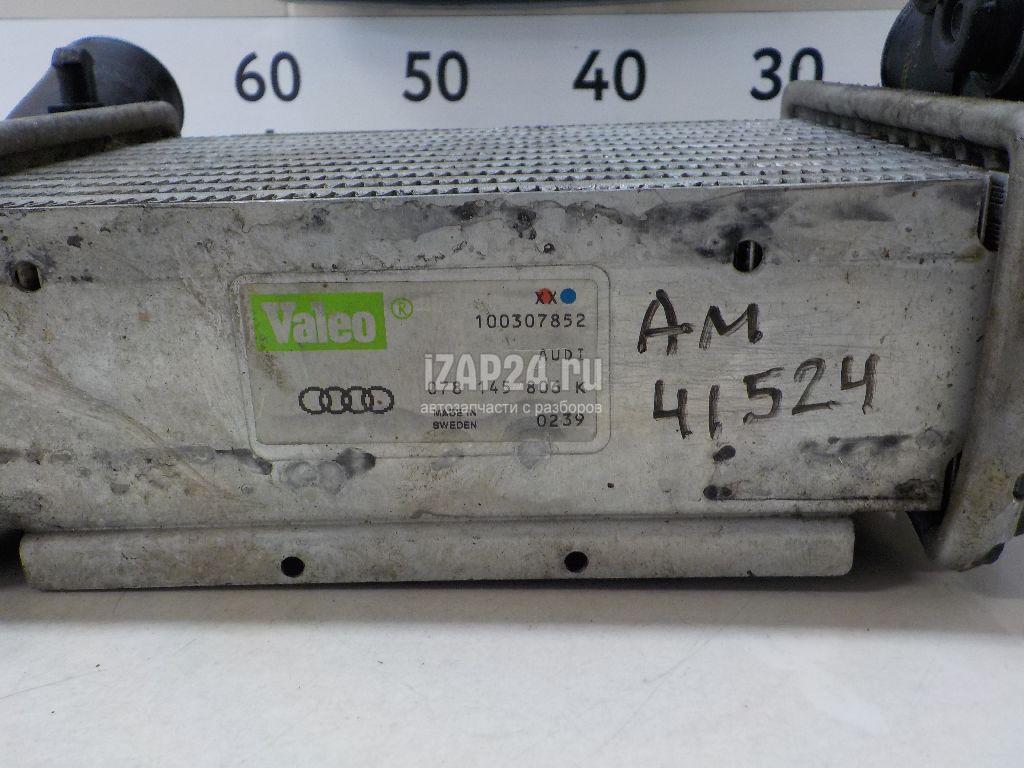 60 50 40 30
Valeo ®
XX
100307852
AUDI
078 145 806 K
MADE IN
SWEDEN
0239
AM
41524
iZAP24.ru
автозапчасти с разборов